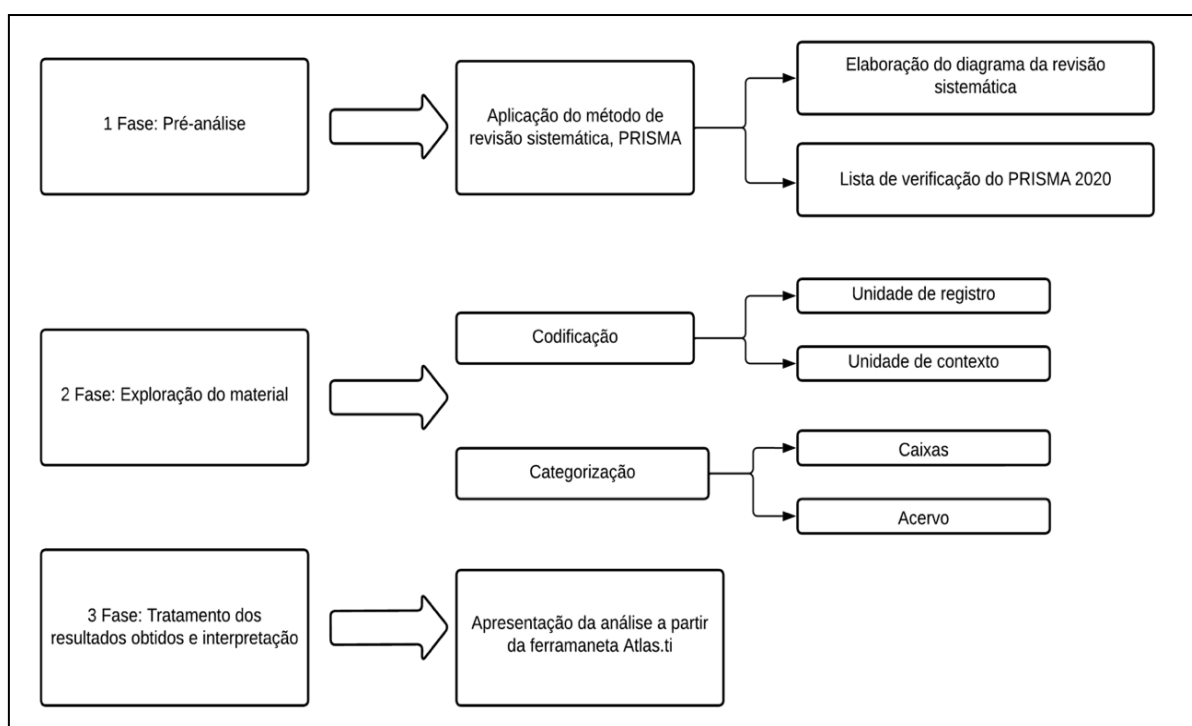 1 Fase: Pré-análise
Aplicação do método de
revisão sistemática, PRISMA
Elaboração do diagrama da revisão
sistemática
Lista de verificação do PRISMA 2020
2 Fase: Exploração do material
Codificação
Unidade de registro
Unidade de contexto
Categorização
Caixas
Acervo
3 Fase: Tratamento dos
resultados obtidos e interpretação
Apresentação da análise a partir
da ferramaneta Atlas.ti